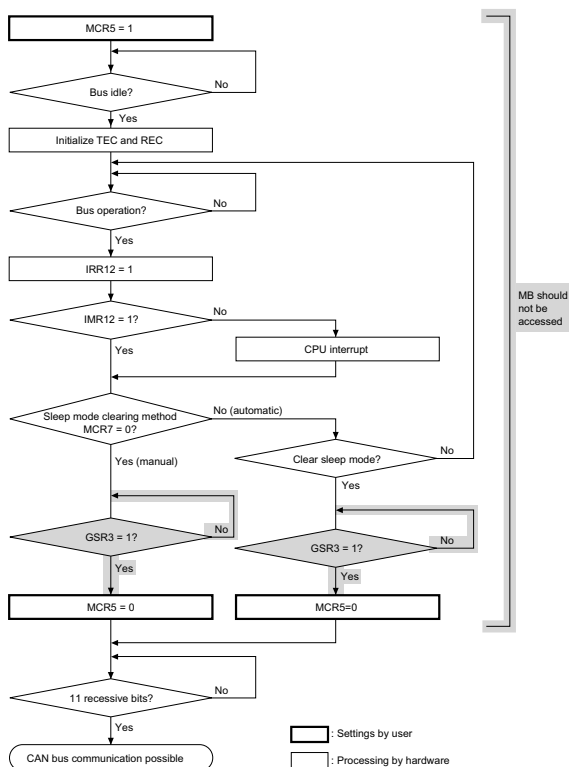 MCR5 = 1
Bus idle?
No
Yes
Initialize TEC and REC
Bus operation?
No
Yes
IRR12 = 1
IMR12 = 1?
No
Yes
CPU interrupt
MB should
not be
accessed
Sleep mode clearing method
MCR7 = 0?
No (automatic)
Yes (manual)
Clear sleep mode?
No
Yes
GSR3 = 1?
No
Yes
GSR3 = 1?
No
Yes
MCR5 = 0
MCR5=0
11 recessive bits?
No
Yes
CAN bus communication possible
: Settings by user
: Processing by hardware